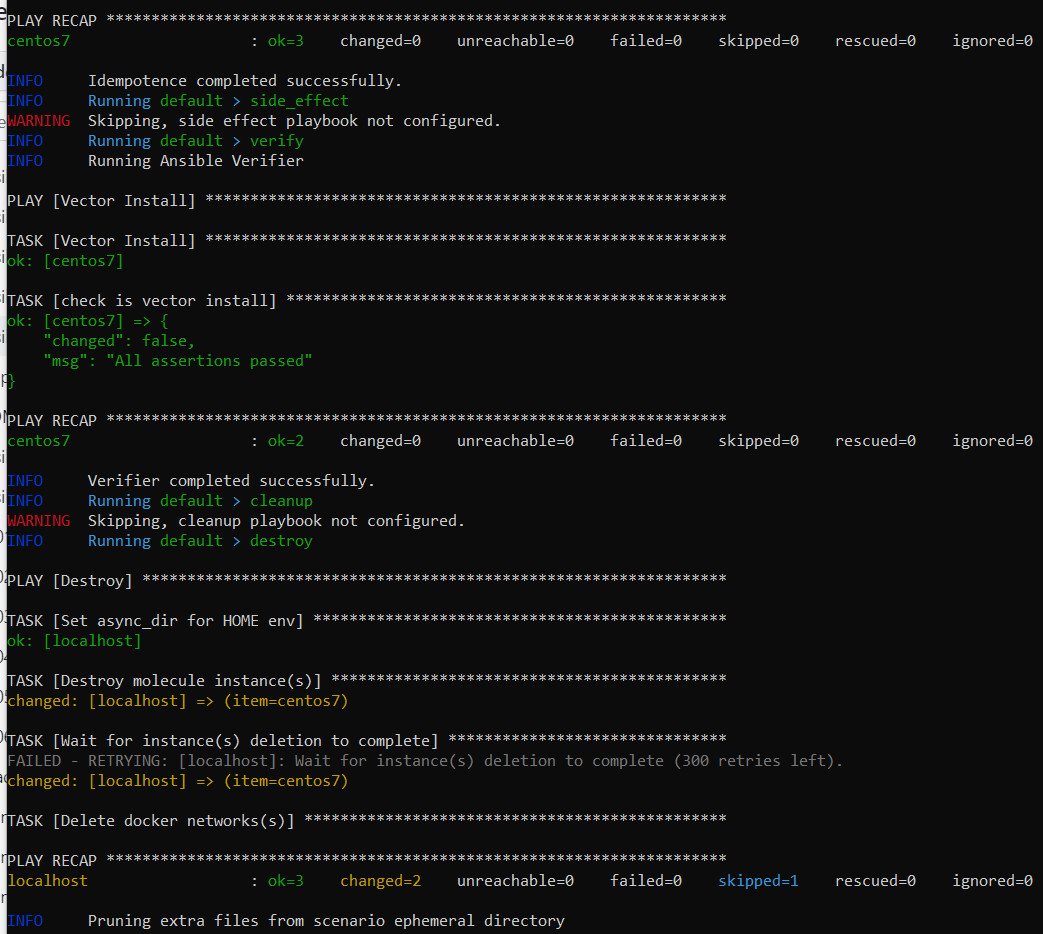 PLAY RECAP *********************************************************************
centos7                    : ok=3    changed=0    unreachable=0    failed=0    skipped=0    rescued=0    ignored=0
INFO     Idempotence completed successfully.
INFO     Running default > side_effect
WARNING  Skipping, side effect playbook not configured.
INFO     Running default > verify
INFO     Running Ansible Verifier
PLAY [Vector Install] **********************************************************
TASK [Vector Install] **********************************************************
ok: [centos7]
TASK [check is vector install] *************************************************
ok: [centos7] => {
    "changed": false,
    "msg": "All assertions passed"
}
PLAY RECAP *********************************************************************
centos7                    : ok=2    changed=0    unreachable=0    failed=0    skipped=0    rescued=0    ignored=0
INFO     Verifier completed successfully.
INFO     Running default > cleanup
WARNING  Skipping, cleanup playbook not configured.
INFO     Running default > destroy
PLAY [Destroy] *****************************************************************
TASK [Set async_dir for HOME env] **********************************************
ok: [localhost]
TASK [Destroy molecule instance(s)] ********************************************
changed: [localhost] => (item=centos7)
TASK [Wait for instance(s) deletion to complete] *******************************
FAILED - RETRYING: [localhost]: Wait for instance(s) deletion to complete (300 retries left).
changed: [localhost] => (item=centos7)
TASK [Delete docker networks(s)] ***********************************************
PLAY RECAP *********************************************************************
localhost                  : ok=3    changed=2    unreachable=0    failed=0    skipped=1    rescued=0    ignored=0
INFO     Pruning extra files from scenario ephemeral directory